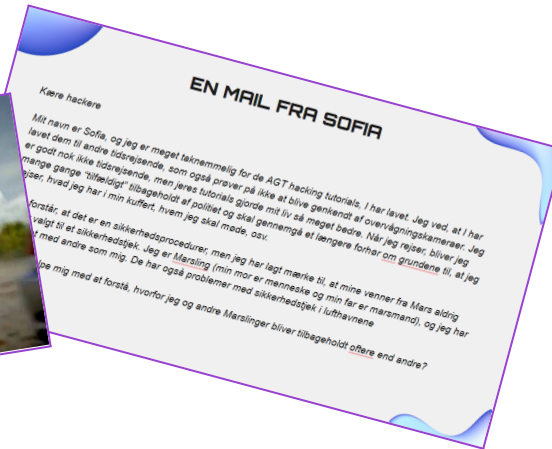 EN MAIL FRA SOFIA
Kære hackere
Mit navn er Sofia, og jeg er meget taknemmelig for de AGT hacking tutorials, I har lavet. Jeg ved, at I har
lavet dem til andre tidsrejsende, som også prøver på ikke at blive genkendt af overvågningskameraer. Jeg
er godt nok ikke tidsrejsende, men jeres tutorials gjorde mit liv så meget bedre. Når jeg rejser, bliver jeg
mange gange "tilfældigt" tilbageholdt af politiet og skal gennemgå et længere forhør om grundene til, at jeg
hvad jeg har i min kuffert, hvem jeg skal møde, osv.
forstår, at det er en sikkerhedsprocedurer, men jeg har lagt mærke til, at mine venner fra Mars aldrig
valgt til et sikkerhedstjek. Jeg er Marsling (min mor er menneske og min far er marsmand), og jeg har
med andre som mig. De har også problemer med sikkerhedstjek i lufthavnene
mig med at forstå, hvorfor jeg og andre Marslinger bliver tilbageholdt oftere end andre?